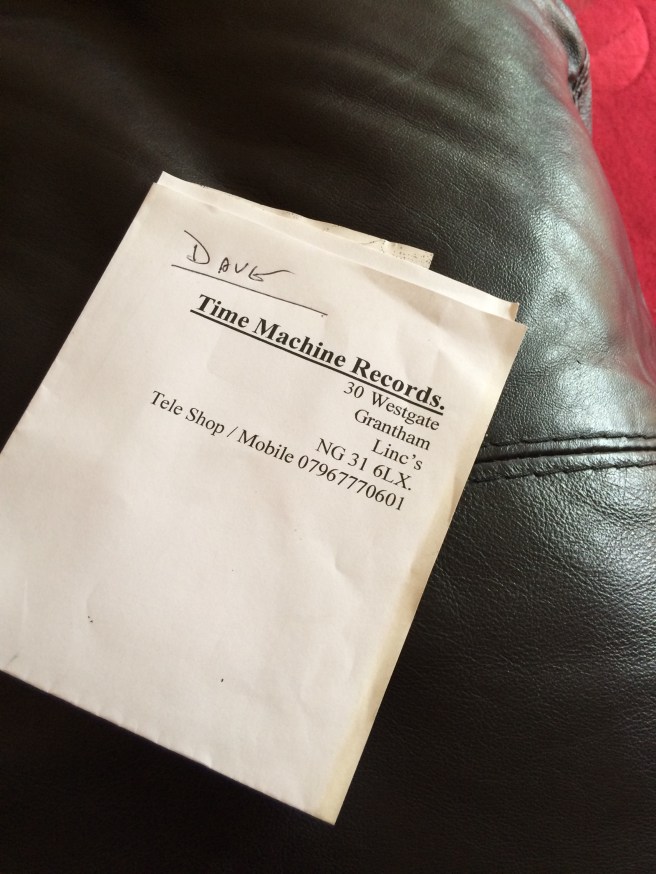 DAVE
Time Machine Records.
30 Westgate
Grantham
Linc's
NG 31 6LX.
Tele Shop / Mobile 07967770601